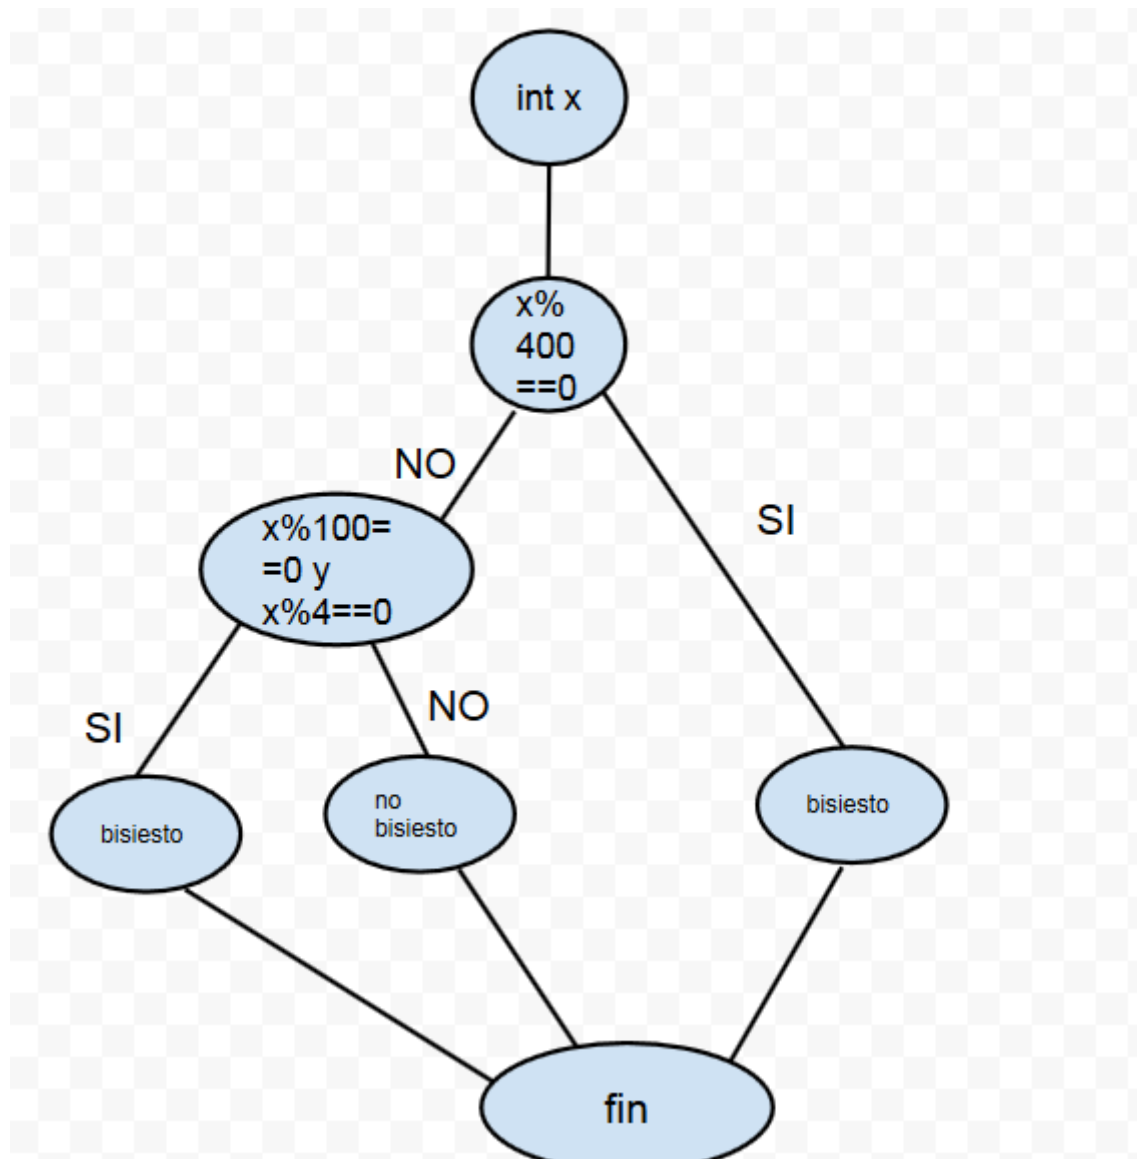 int x
x%
400
==0
NO
SI
x%100=
=0 y
x%4==0
SI
NO
bisiesto
no
bisiesto
bisiesto
fin